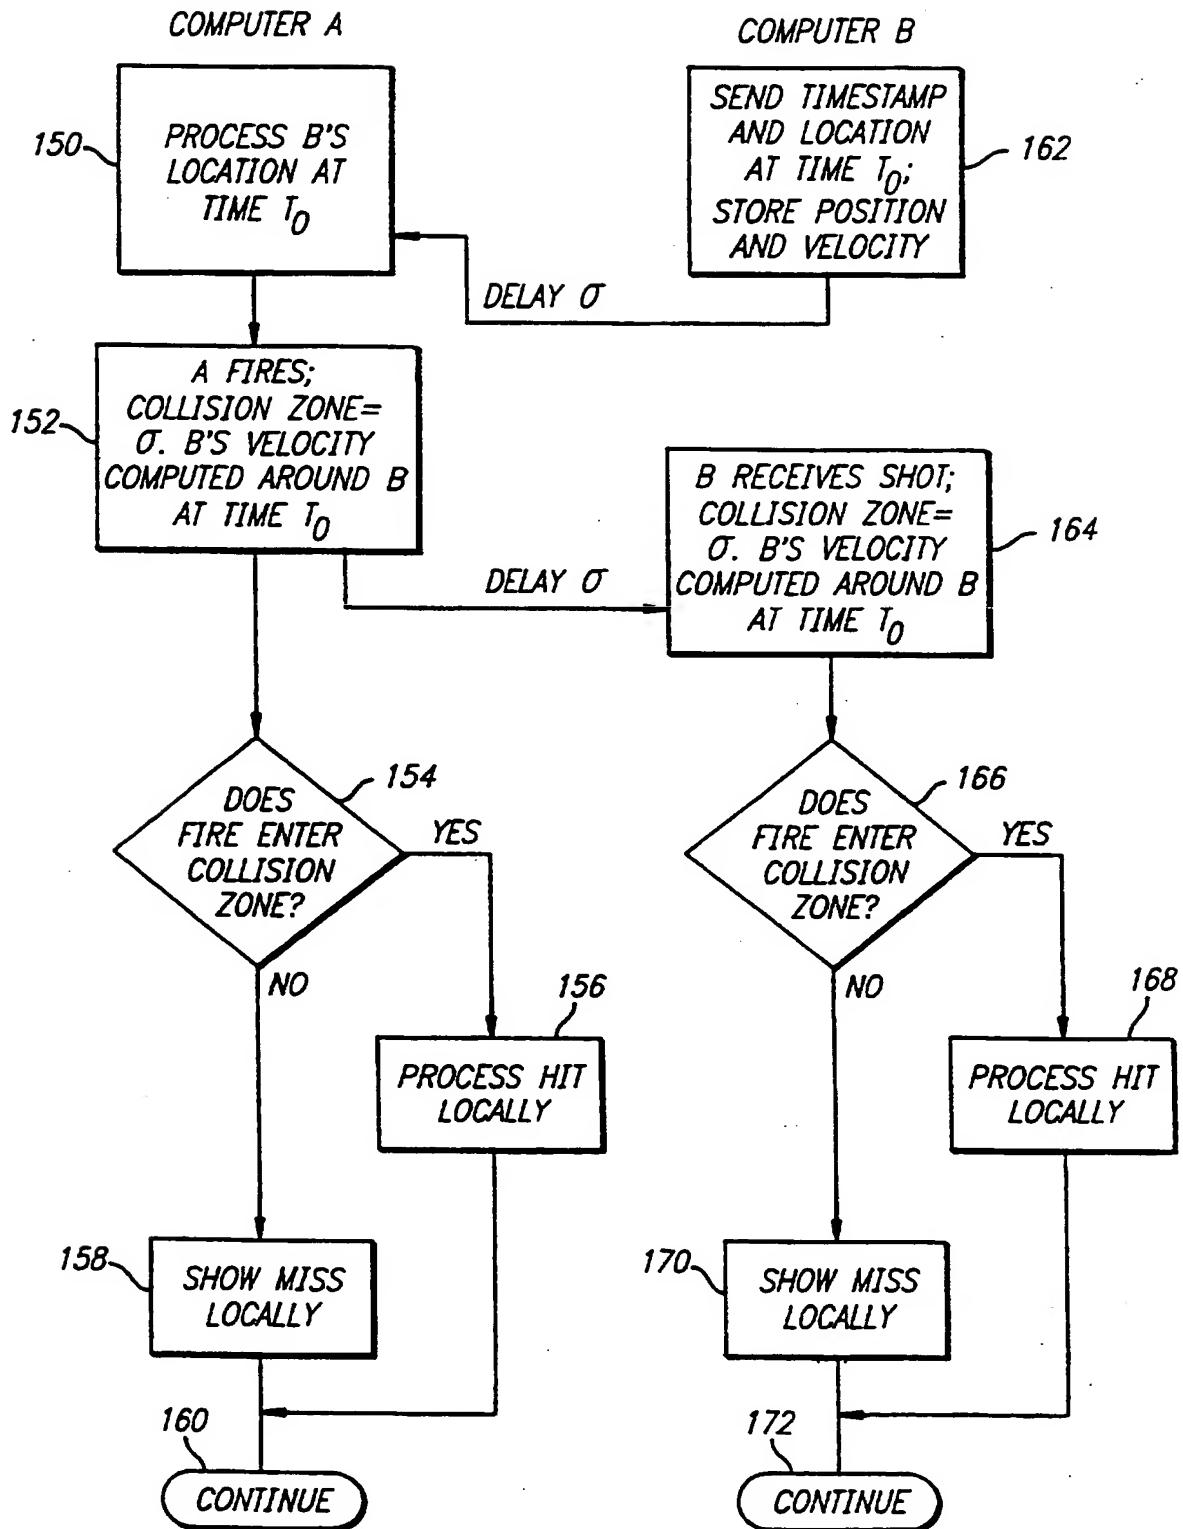 COMPUTER A
150
PROCESS B'S
LOCATION AT
TIME T0
COMPUTER B
SEND TIMESTAMP
AND LOCATION
AT TIME T0;
STORE POSITION
AND VELOCITY
162
DELAY σ
152
A FIRES;
COLLISION ZONE=
σ. B'S VELOCITY
COMPUTED AROUND B
AT TIME T0
DELAY σ
B RECEIVES SHOT;
COLLISION ZONE=
σ. B'S VELOCITY
COMPUTED AROUND B
AT TIME T0
164
154
DOES
FIRE ENTER
COLLISION
ZONE?
YES
NO
166
DOES
FIRE ENTER
COLLISION
ZONE?
YES
NO
156
PROCESS HIT
LOCALLY
168
PROCESS HIT
LOCALLY
158
SHOW MISS
LOCALLY
170
SHOW MISS
LOCALLY
160
CONTINUE
172
CONTINUE